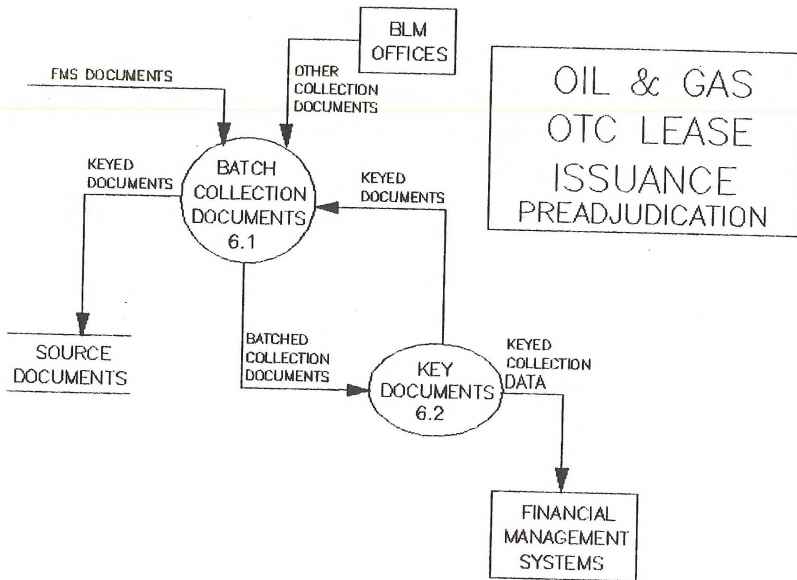 BLM
OFFICES
FMS DOCUMENTS
OTHER
COLLECTION
DOCUMENTS
OIL & GAS
OTC LEASE
ISSUANCE
PREADJUDICATION
KEYED
DOCUMENTS
BATCH
COLLECTION
DOCUMENTS
6.1
KEYED
DOCUMENTS
SOURCE
DOCUMENTS
BATCHED
COLLECTION
DOCUMENTS
KEY
DOCUMENTS
6.2
KEYED
COLLECTION
DATA
FINANCIAL
MANAGEMENT
SYSTEMS